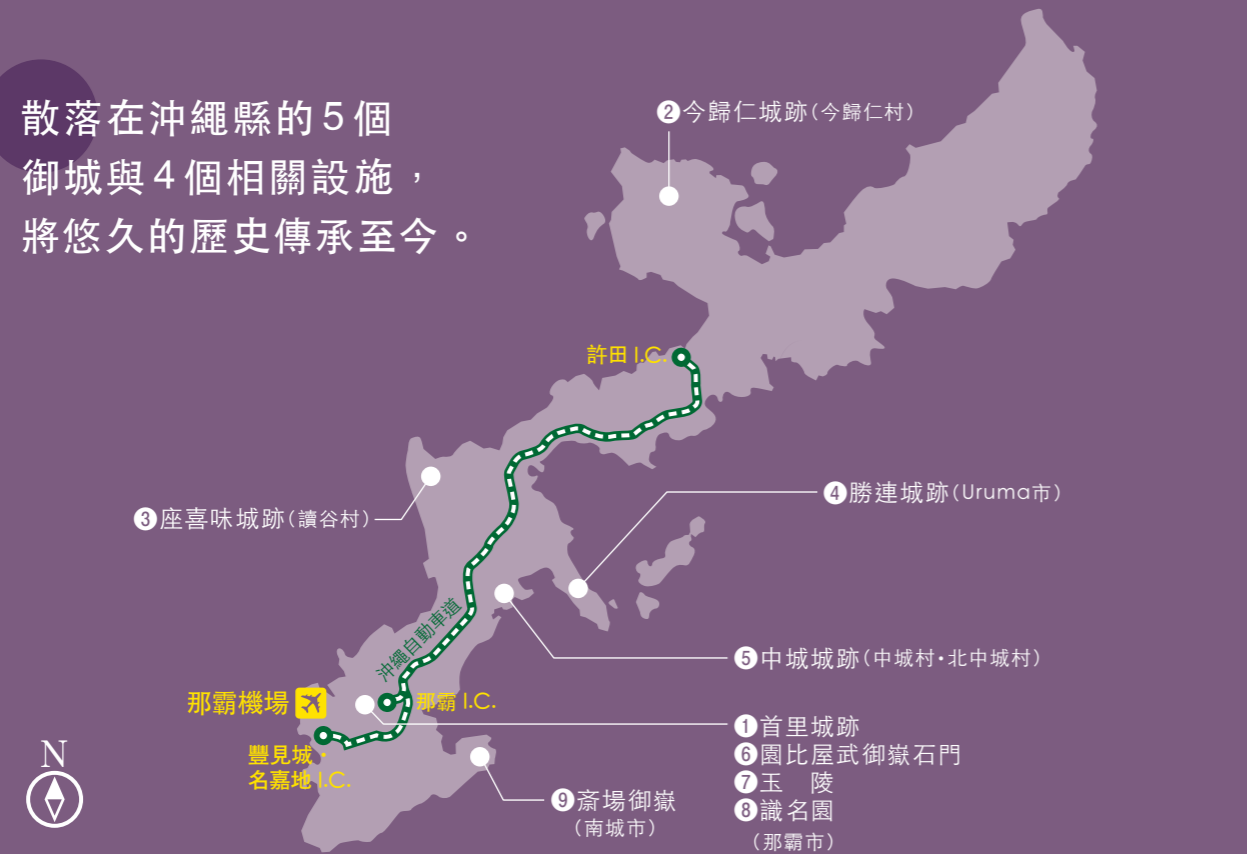 散落在沖繩縣的5個
御城與4個相關設施，
將悠久的歷史傳承至今。
❷今歸仁城跡(今歸仁村)
許田 I.C.
❸座喜味城跡(讀谷村)
❹勝連城跡(Uruma市)
沖繩自動車道
❺中城城跡(中城村･北中城村)
那霸機場
那霸 I.C.
豐見城・
名嘉地 I.C.
❶首里城跡
❻園比屋武御嶽石門
❼玉　陵
❽識名園
(那霸市)
❾斎場御嶽
(南城市)
N